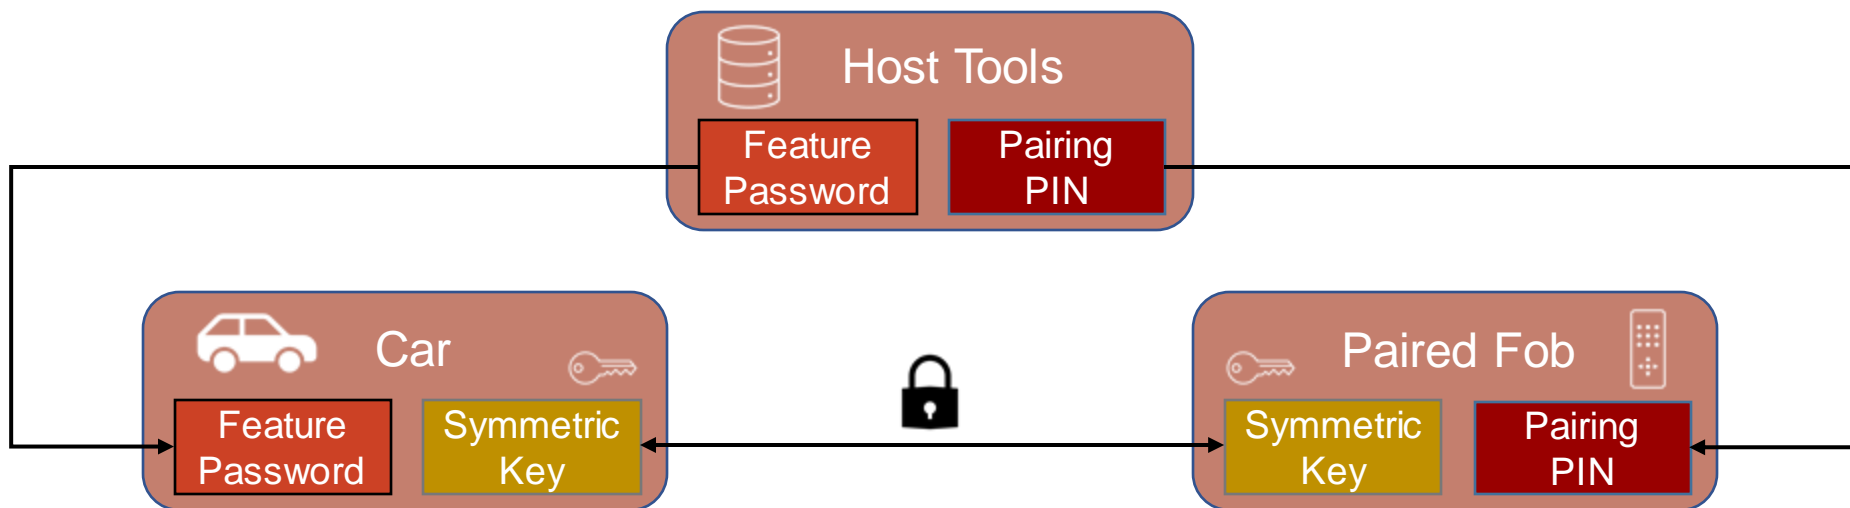 Host Tools
Feature
Password
Pairing
PIN
Car
Feature
Password
Symmetric
Key
Paired Fob
Symmetric
Key
Pairing
PIN